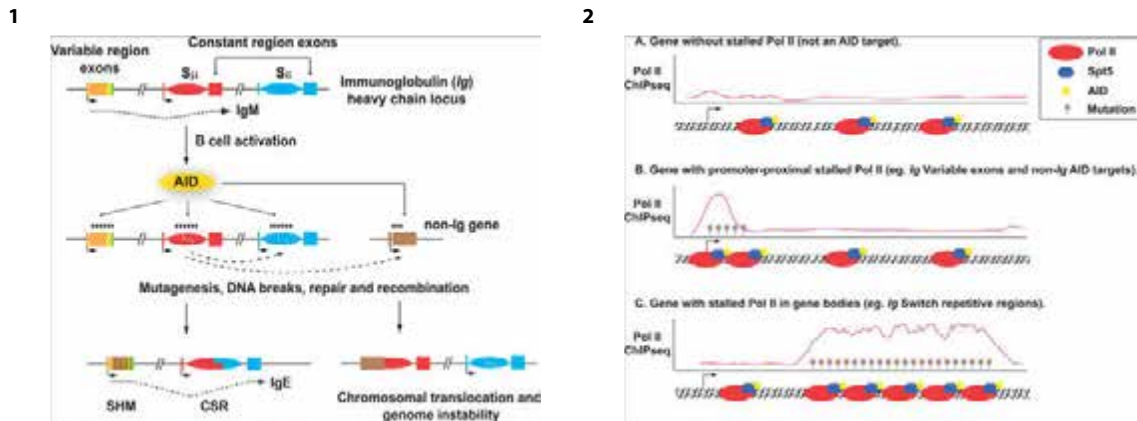 1
Variable region
exons
Constant region exons
Sμ
Sε
Immunoglobulin (Ig)
heavy chain locus
IgM
B cell activation
AID
non-Ig gene
Mutagenesis, DNA breaks, repair and recombination
IgE
SHM
CSR
Chromosomal translocation and
genome instability
2
A. Gene without stalled Pol II (not an AID target).
Pol II
ChIPseq
Pol II
Spt5
AID
Mutation
B. Gene with promoter-proximal stalled Pol II (eg. Ig Variable exons and non-Ig AID targets).
Pol II
ChIPseq
C. Gene with stalled Pol II in gene bodies (eg. Ig Switch repetitive regions).
Pol II
ChIPseq